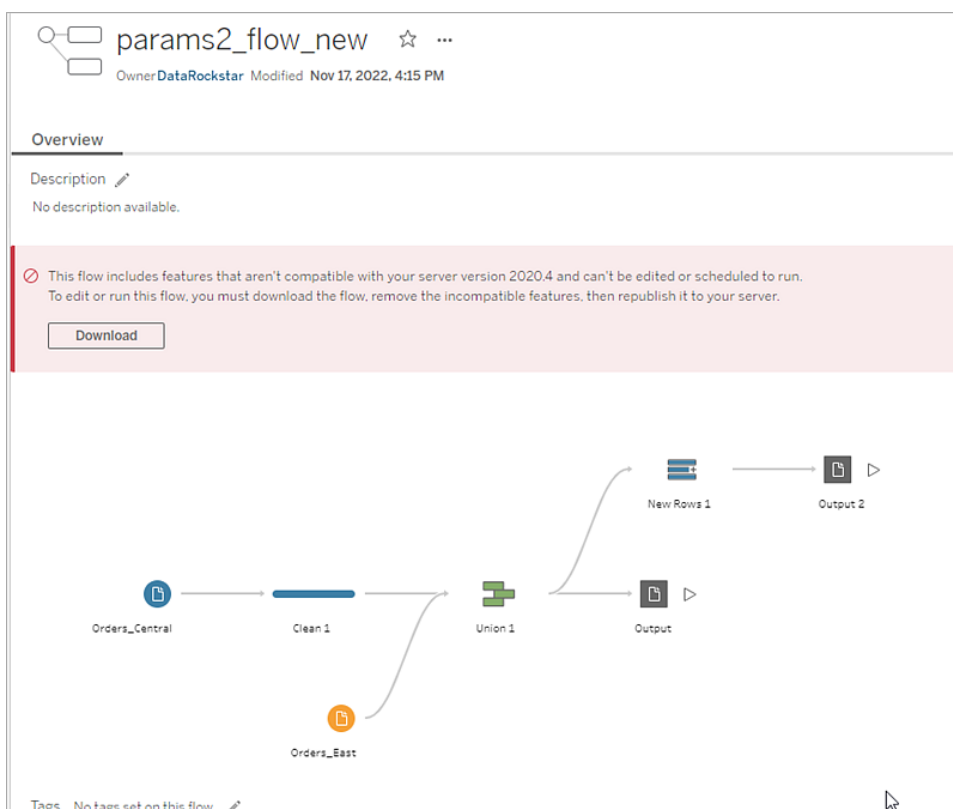 params2_flow_new
Owner DataRockstar Modified Nov 17, 2022, 4:15 PM
Overview
Description
No description available.
This flow includes features that aren't compatible with your server version 2020.4 and can't be edited or scheduled to run.
To edit or run this flow, you must download the flow, remove the incompatible features, then republish it to your server.
Download
New Rows 1
Output 2
Orders_Central
Clean 1
Union 1
Output
Orders_East
Tags No tags set on this flow